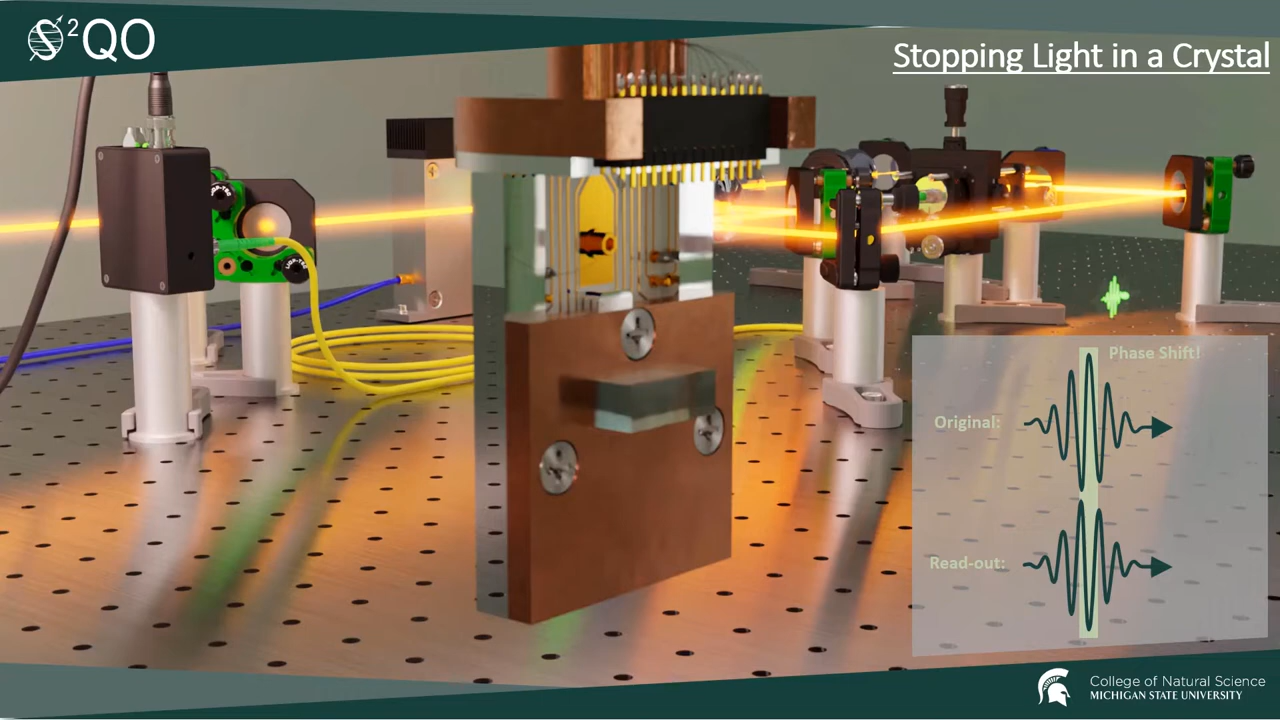 S²QO
Stopping Light in a Crystal
Phase Shift!
Original:
Read-out:
College of Natural Science
MICHIGAN STATE UNIVERSITY